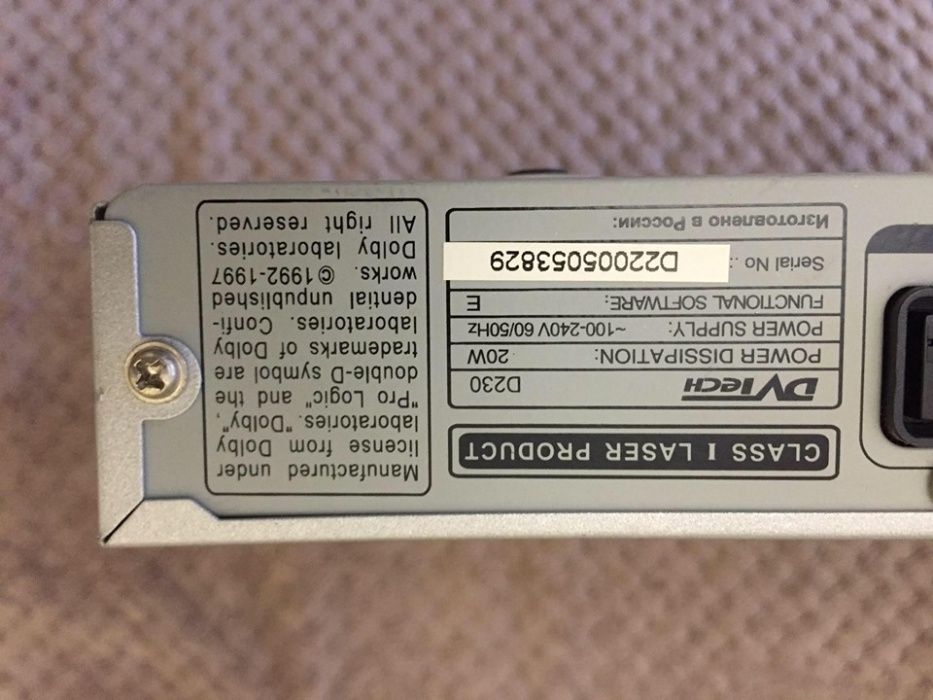 CLASS I LASER PRODUCT
DVTech D230
POWER DISSIPATION: 20W
POWER SUPPLY: ~100-240V 60/50Hz
FUNCTIONAL SOFTWARE: E
Serial No .: D22005053829
Изготовлено в России:
Manufactured under
license from Dolby
laboratories. "Dolby",
"Pro Logic" and the
double-D symbol are
trademarks of Dolby
laboratories. Confi-
dential unpublished
works. ©1992-1997
Dolby laboratories.
All right reserved.